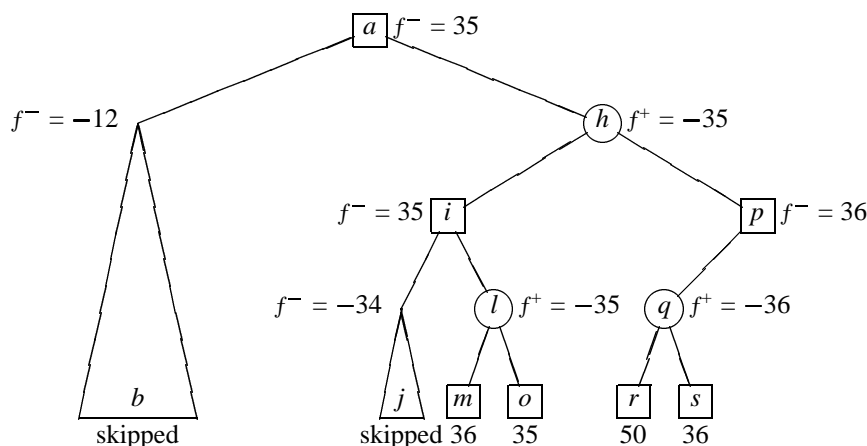 a f⁻ = 35
f⁻ = −12
h f⁺ = −35
f⁻ = 35 i
p f⁻ = 36
f⁻ = −34
l f⁺ = −35
q f⁺ = −36
b j m o r s
skipped skipped 36 35 50 36